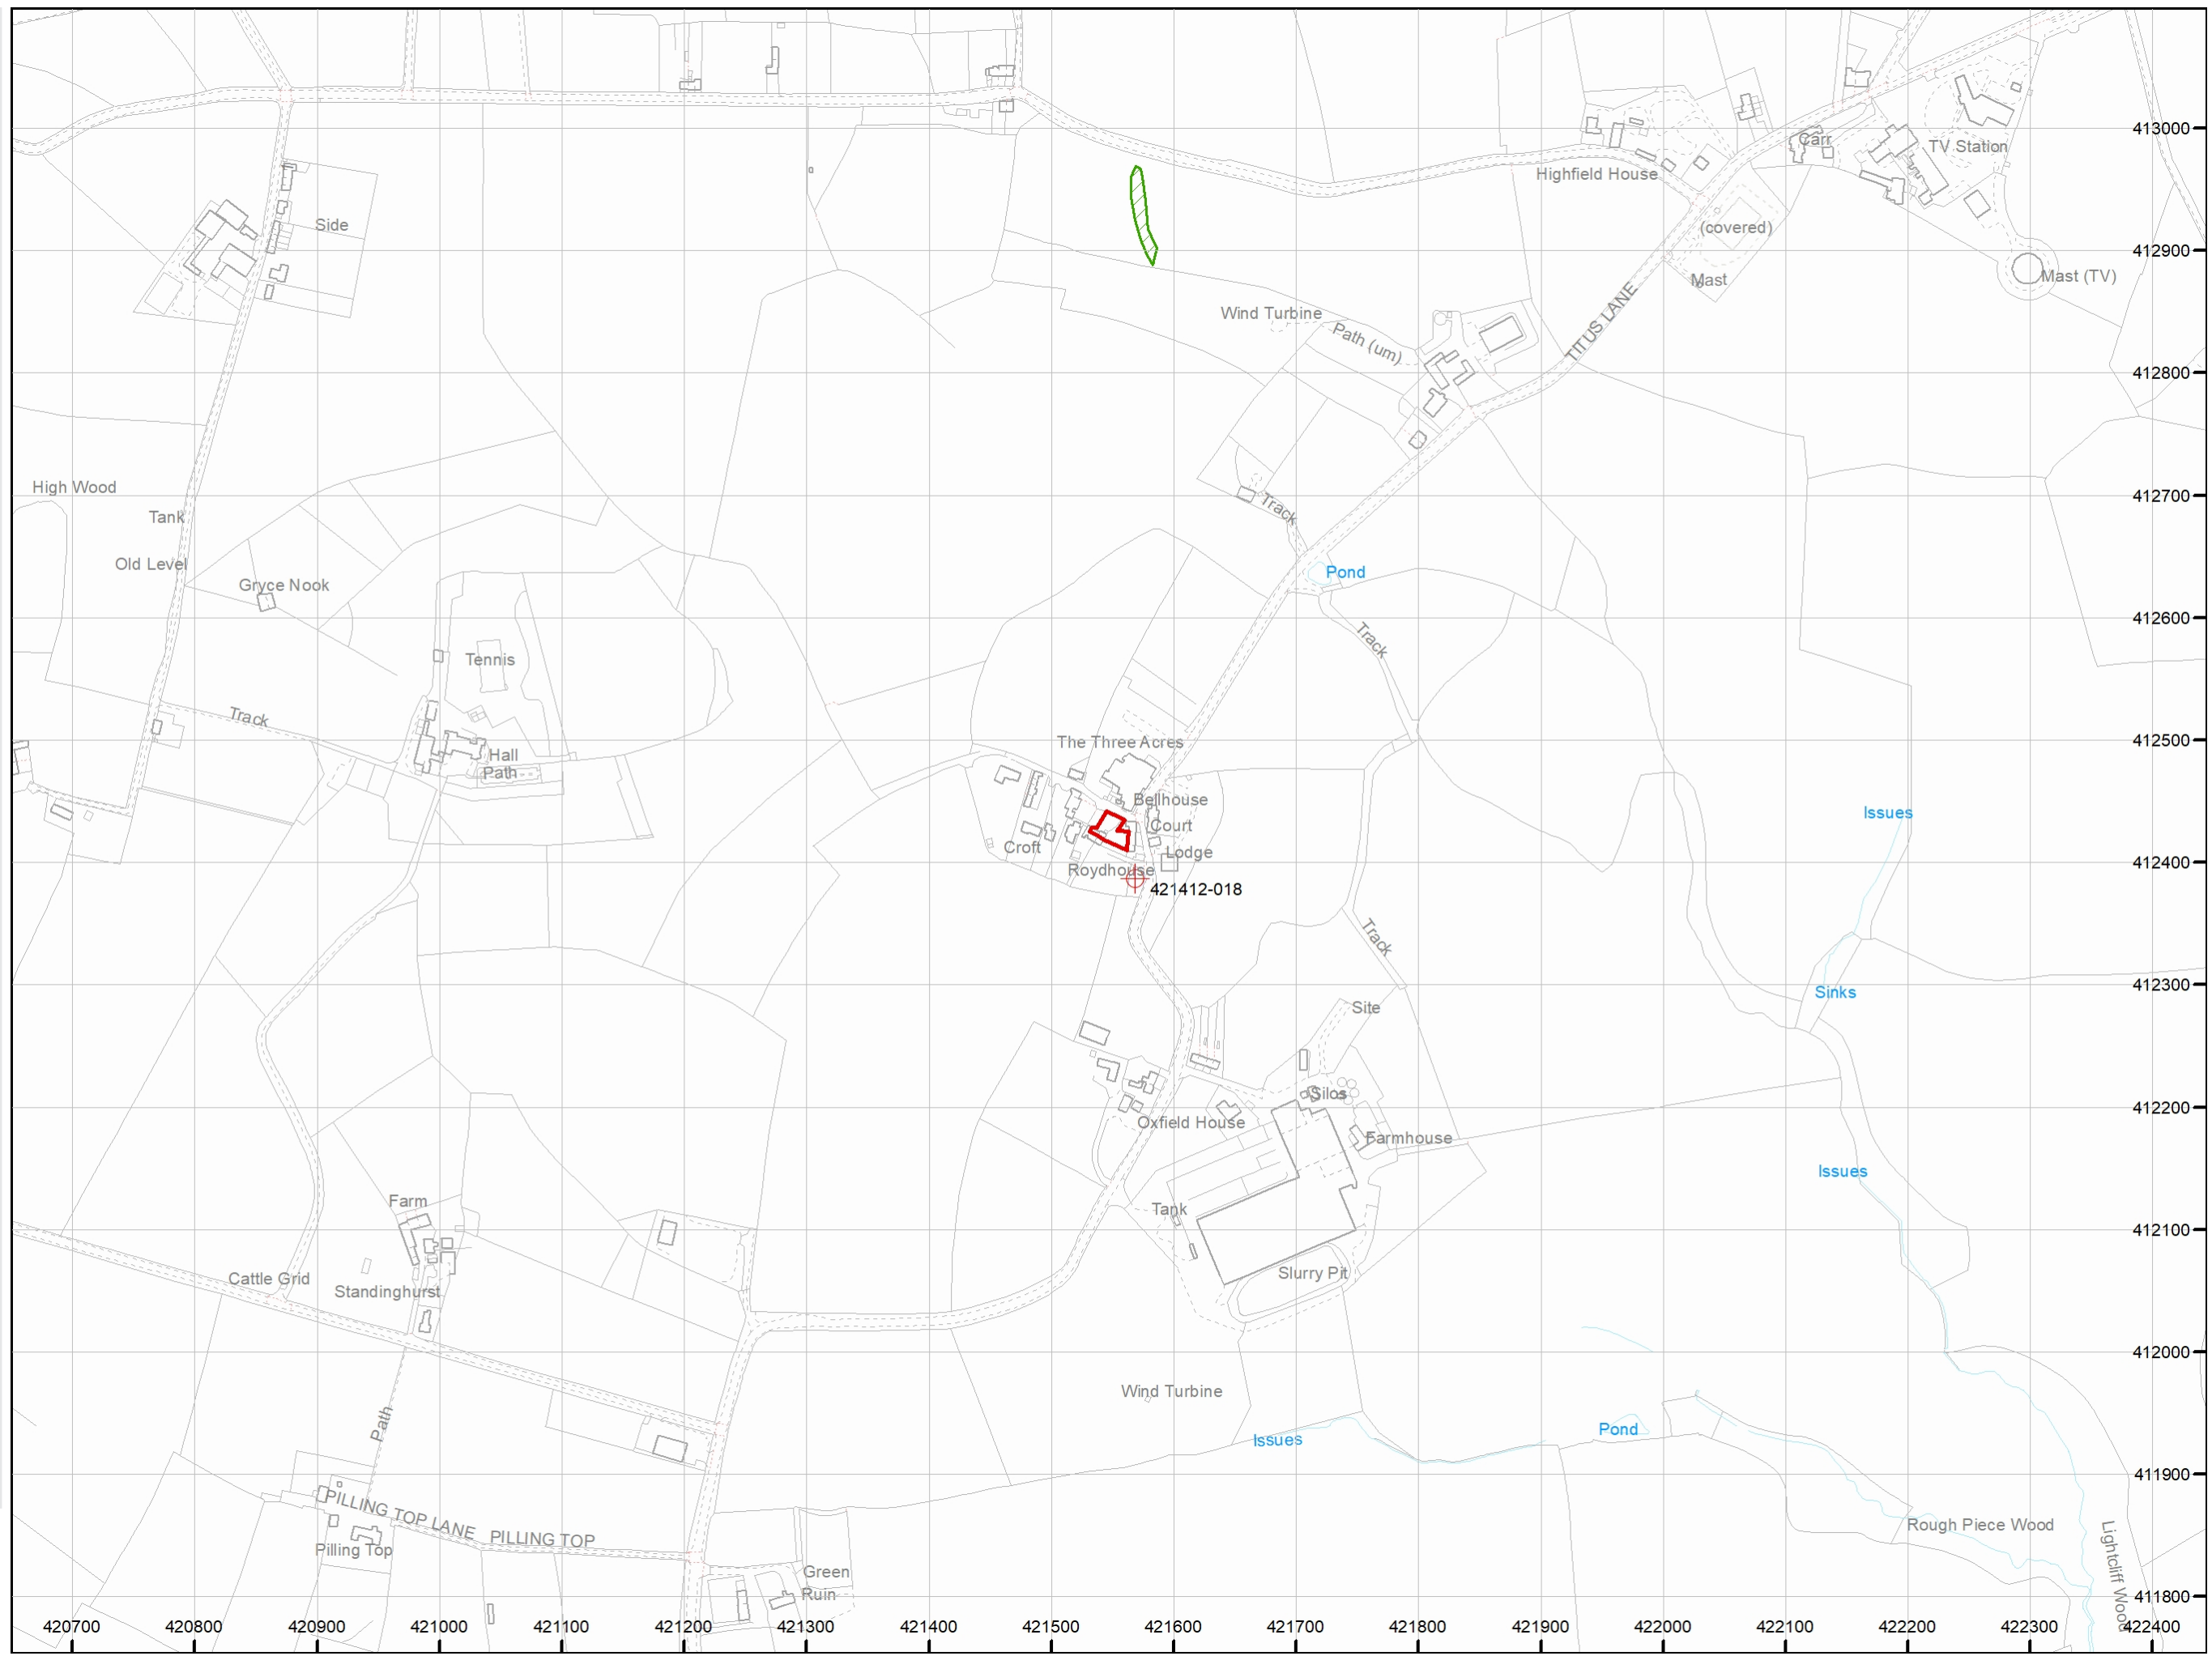 413000
Carr
TV Station
Highfield House
Side
(covered)
412900
Mast (TV)
Mast
Wind Turbine
TITUS LANE
Path (um)
412800
High Wood
412700
Track
Tank
Old Level
Pond
Gryce Nook
412600
Track
Tennis
Track
The Three Acres
412500
Hall
Path
Bellhouse
Issues
Court
Croft
Lodge
412400
Roydhouse
421412-018
Track
412300
Sinks
Site
Silos
412200
Oxfield House
Farmhouse
Issues
Farm
Tank
412100
Cattle Grid
Slurry Pit
Standinghurst
412000
Wind Turbine
Path
Pond
Issues
411900
PILLING TOP LANE
PILLING TOP
Rough Piece Wood
Pilling Top
Lightcliff Wood
Green
Ruin
411800
420700 420800 420900 421000 421100 421200 421300 421400 421500 421600 421700 421800 421900 422000 422100 422200 422300 422400